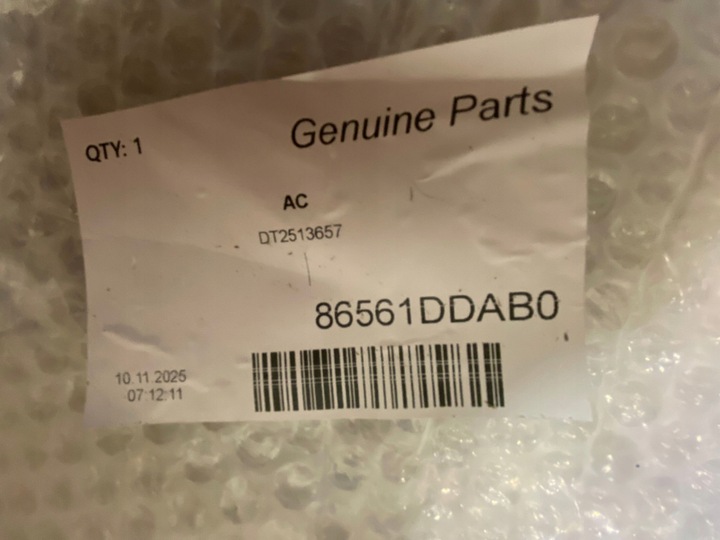 QTY: 1
Genuine Parts
AC
DT2513657
86561DDAB0
10.11.2025
07:12:11